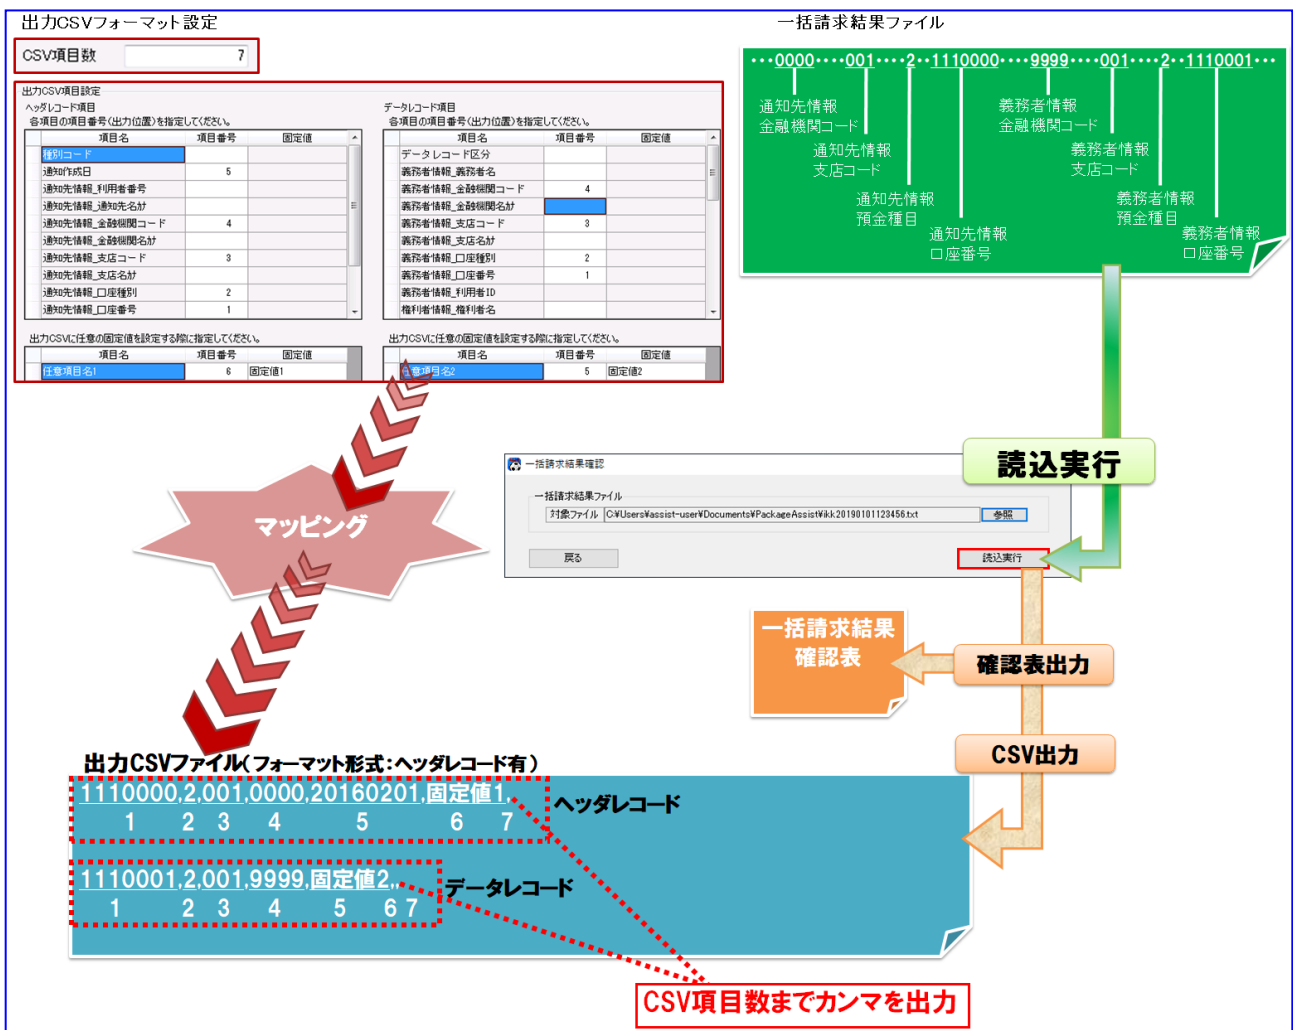 出力CSVフォーマット設定
CSV項目数 7
出力CSV項目設定
ヘッダレコード項目
各項目の項目番号(出力位置)を指定してください。
項目名 項目番号 固定値
種別コード
通知作成日 5
通知先情報_利用者番号
通知先情報_通知先名ｶﾅ
通知先情報_金融機関コード 4
通知先情報_金融機関名ｶﾅ
通知先情報_支店コード 3
通知先情報_支店名ｶﾅ
通知先情報_口座種別 2
通知先情報_口座番号 1
出力CSVに任意の固定値を設定する際に指定してください。
項目名 項目番号 固定値
任意項目名1 6 固定値1
データレコード項目
各項目の項目番号(出力位置)を指定してください。
項目名 項目番号 固定値
データレコード区分
義務者情報_義務者名
義務者情報_金融機関コード 4
義務者情報_金融機関名ｶﾅ
義務者情報_支店コード 3
義務者情報_支店名ｶﾅ
義務者情報_口座種別 2
義務者情報_口座番号 1
義務者情報_利用者ID
権利者情報_権利者名
出力CSVに任意の固定値を設定する際に指定してください。
項目名 項目番号 固定値
任意項目名2 5 固定値2
一括請求結果ファイル
･･･0000････001････2･･1110000････9999････001････2･･1110001･･･
通知先情報
金融機関コード
通知先情報
支店コード
通知先情報
預金種目
通知先情報
口座番号
義務者情報
金融機関コード
義務者情報
支店コード
義務者情報
預金種目
義務者情報
口座番号
読込実行
マッピング
一括請求結果確認
一括請求結果ファイル
対象ファイル C:¥Users¥assist-user¥Documents¥PackageAssist¥ikk20190101123456.txt 参照
戻る 読込実行
一括請求結果
確認表
確認表出力
CSV出力
出力CSVファイル(フォーマット形式:ヘッダレコード有)
1110000,2,001,0000,20160201,固定値1,
1 2 3 4 5 6 7
ヘッダレコード
1110001,2,001,9999,固定値2,,
1 2 3 4 5 6 7
データレコード
CSV項目数までカンマを出力